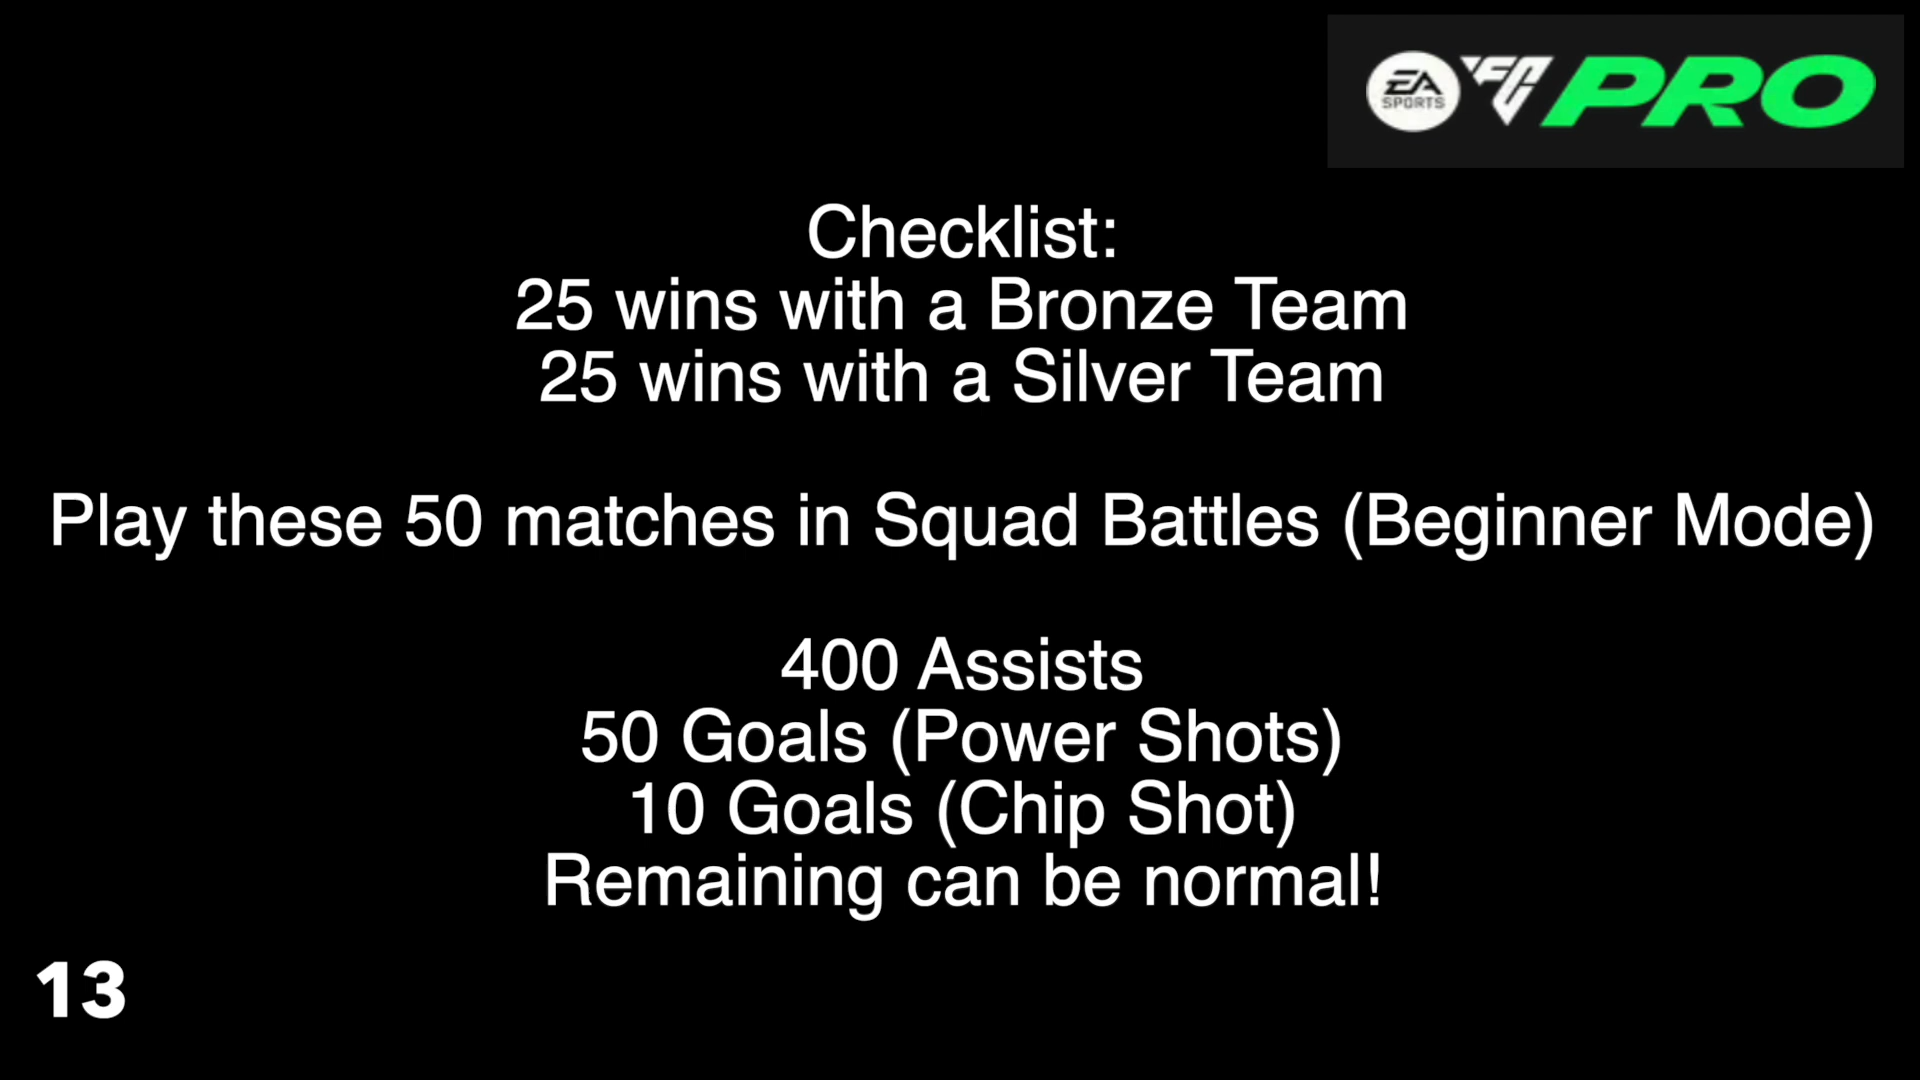 EA SPORTS FC PRO
Checklist:
25 wins with a Bronze Team
25 wins with a Silver Team
Play these 50 matches in Squad Battles (Beginner Mode)
400 Assists
50 Goals (Power Shots)
10 Goals (Chip Shot)
Remaining can be normal!
13